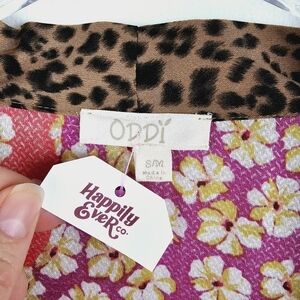 ODDI
S/M
Made In
China
Happily
EveR co.